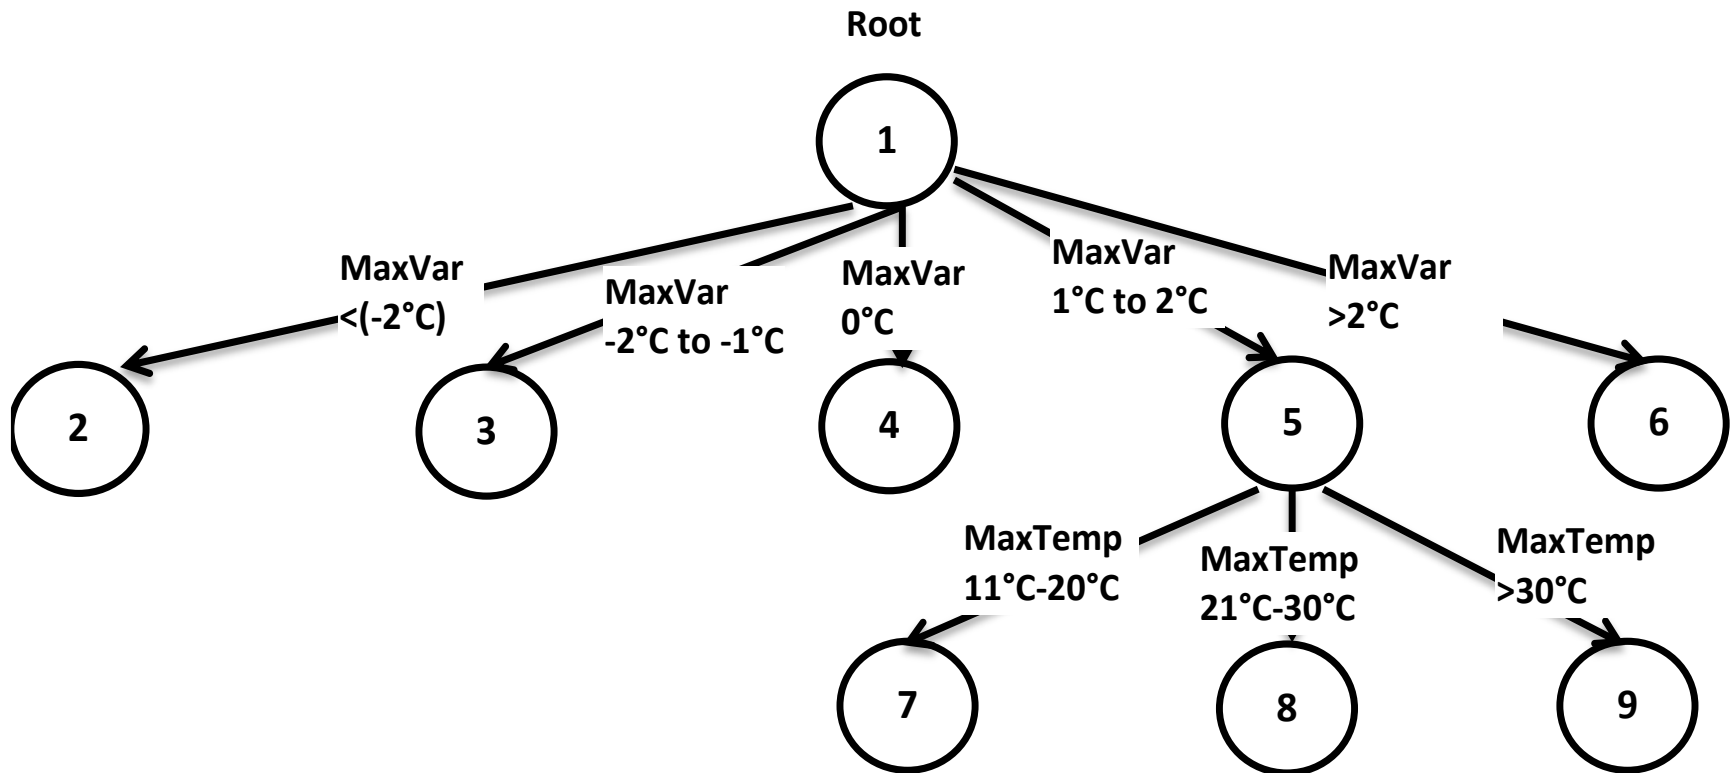 Root
1
MaxVar
<(-2°C)
MaxVar
-2°C to -1°C
MaxVar
0°C
MaxVar
1°C to 2°C
MaxVar
>2°C
2
3
4
5
6
MaxTemp
11°C-20°C
MaxTemp
21°C-30°C
MaxTemp
>30°C
7
8
9